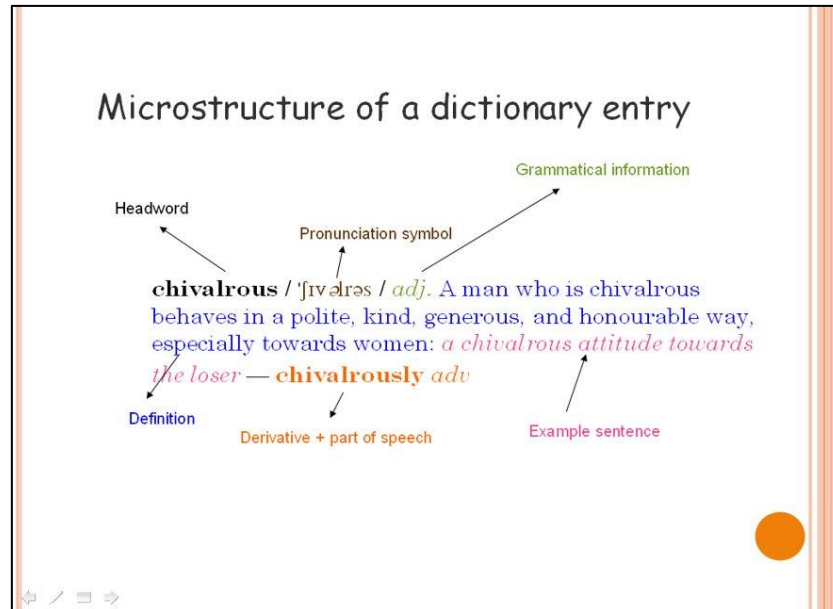 Microstructure of a dictionary entry
Grammatical information
Headword
Pronunciation symbol
chivalrous / ˈʃɪvəlrəs / adj. A man who is chivalrous
behaves in a polite, kind, generous, and honourable way,
especially towards women: a chivalrous attitude towards
the loser — chivalrously adv
Definition
Derivative + part of speech
Example sentence